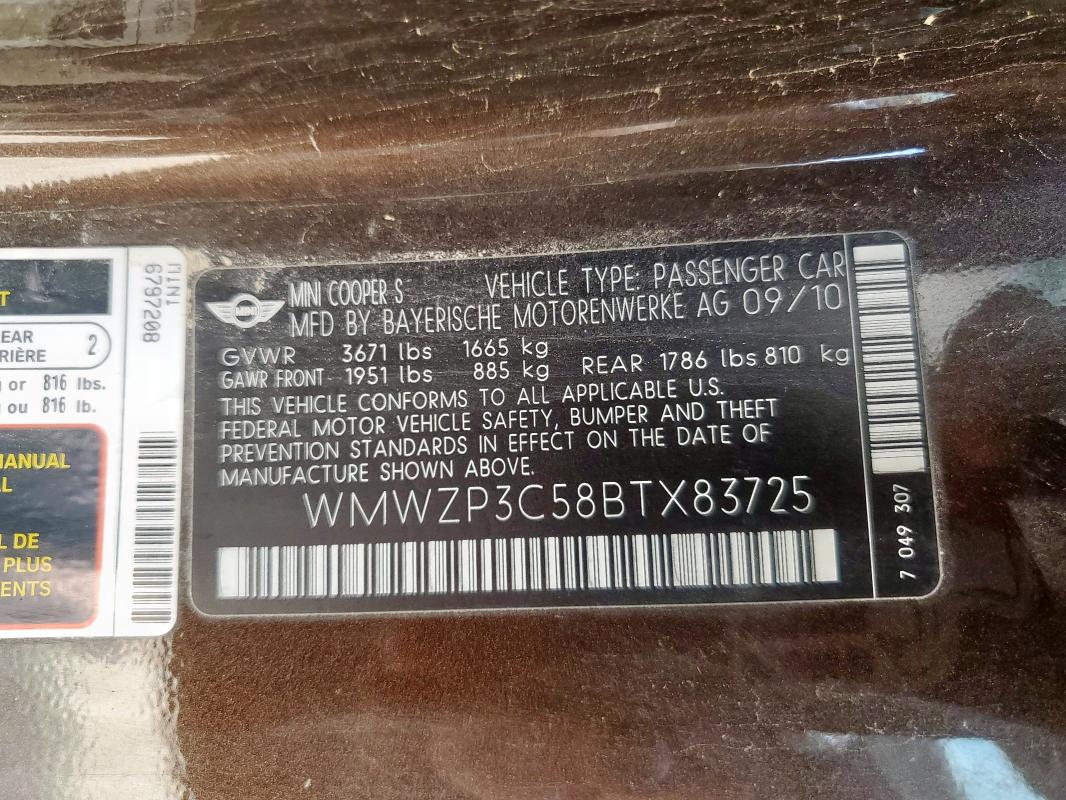 MINI
6797208
T
EAR
RIÈRE 2
g or 816 lbs.
g ou 816 lb.
MANUAL
L
L DE
PLUS
ENTS
MINI
MINI COOPER S VEHICLE TYPE: PASSENGER CAR
MFD BY BAYERISCHE MOTORENWERKE AG 09/10
GVWR 3671 lbs 1665 kg
GAWR FRONT 1951 lbs 885 kg REAR 1786 lbs 810 kg
THIS VEHICLE CONFORMS TO ALL APPLICABLE U.S.
FEDERAL MOTOR VEHICLE SAFETY, BUMPER AND THEFT
PREVENTION STANDARDS IN EFFECT ON THE DATE OF
MANUFACTURE SHOWN ABOVE.
WMWZP3C58BTX83725
7 049 307